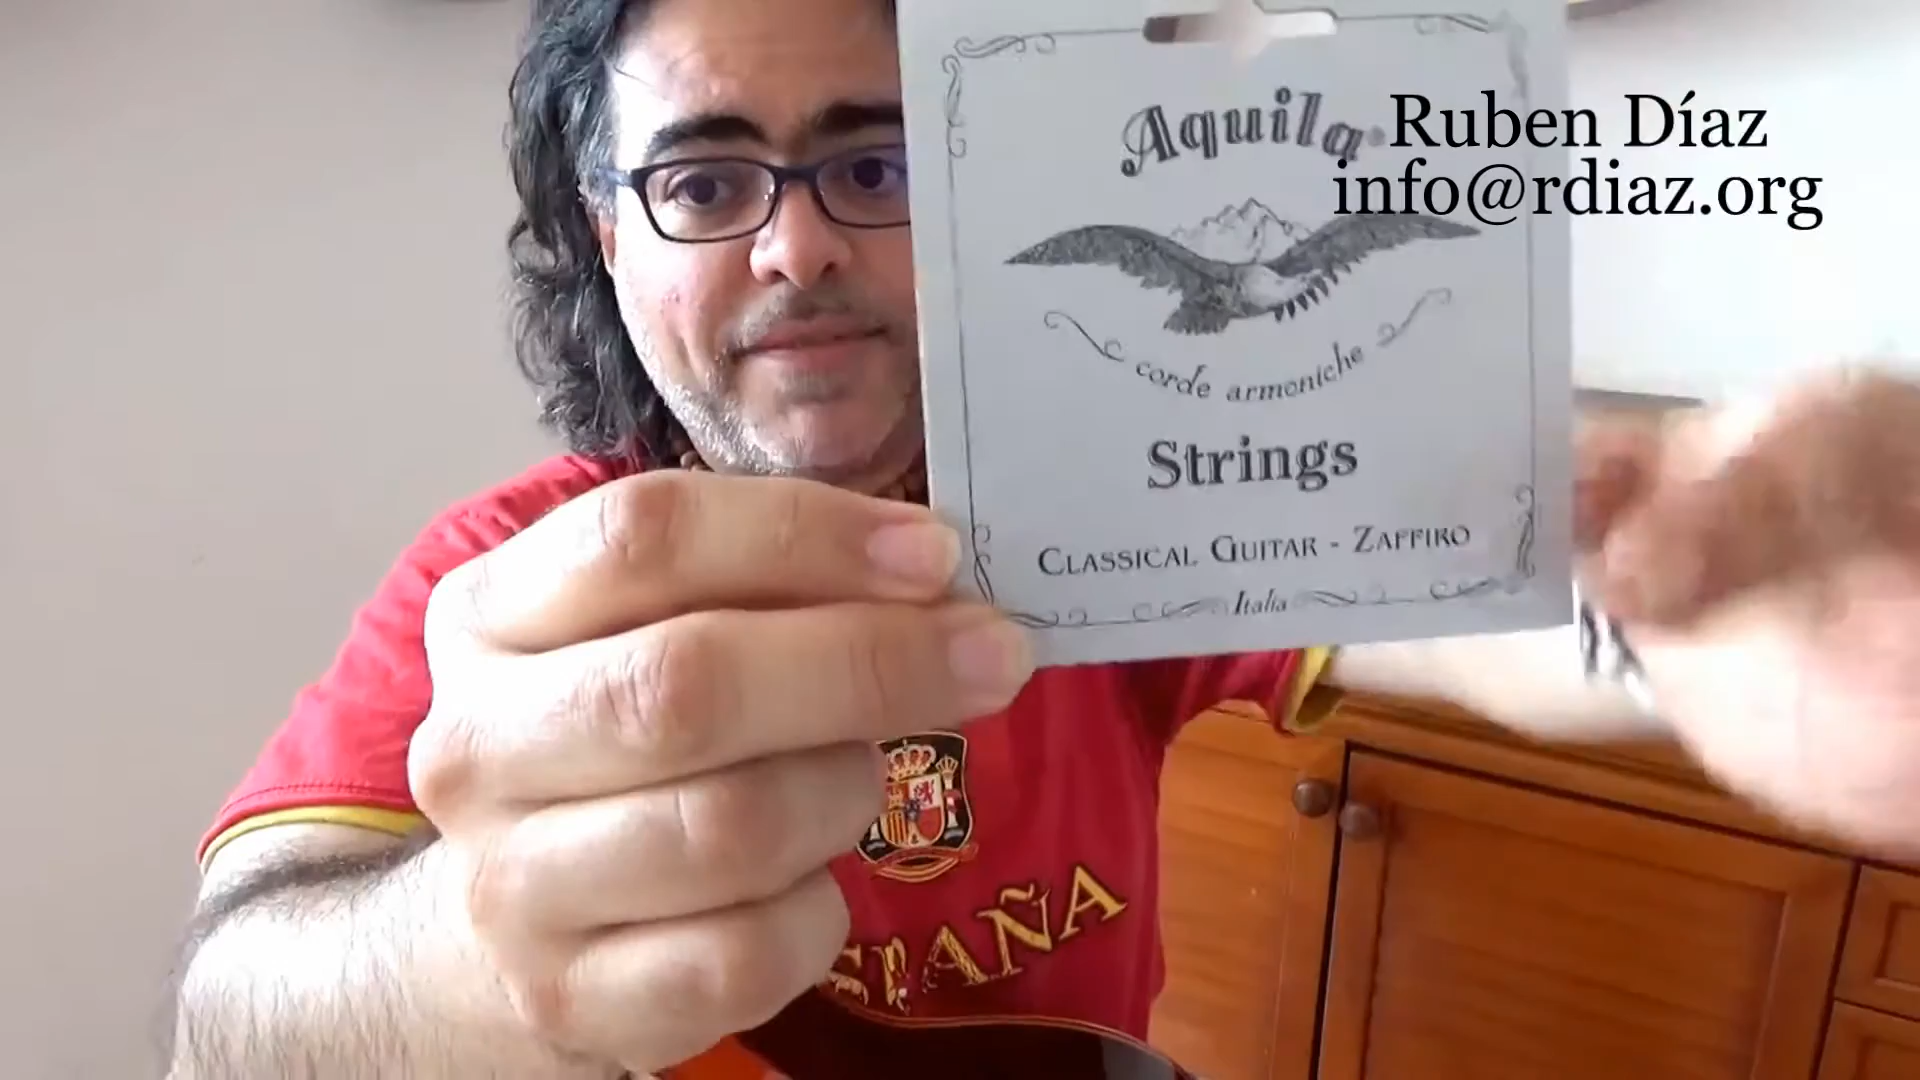 Aquila®
corde armoniche
Strings
CLASSICAL GUITAR - ZAFFIRO
Italia
Ruben Díaz
info@rdiaz.org
ESPAÑA